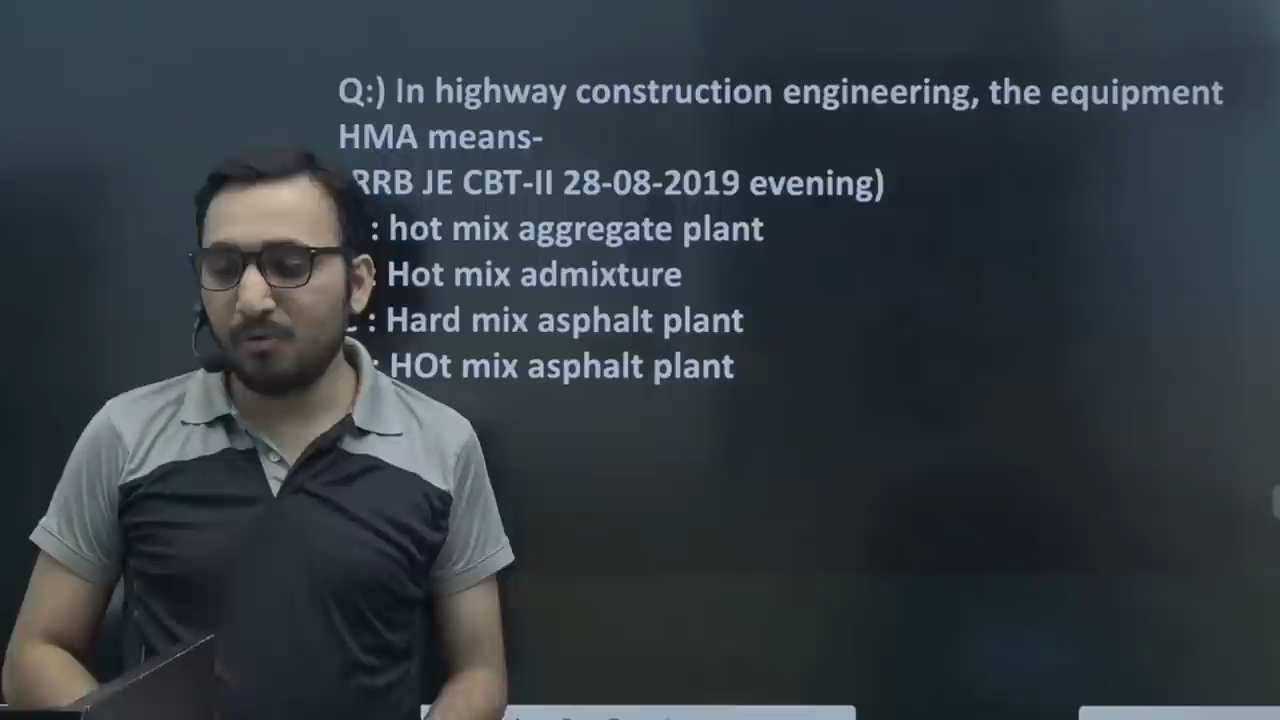 Q:) In highway construction engineering, the equipment
HMA means-
RRB JE CBT-II 28-08-2019 evening)
: hot mix aggregate plant
: Hot mix admixture
: Hard mix asphalt plant
: HOt mix asphalt plant